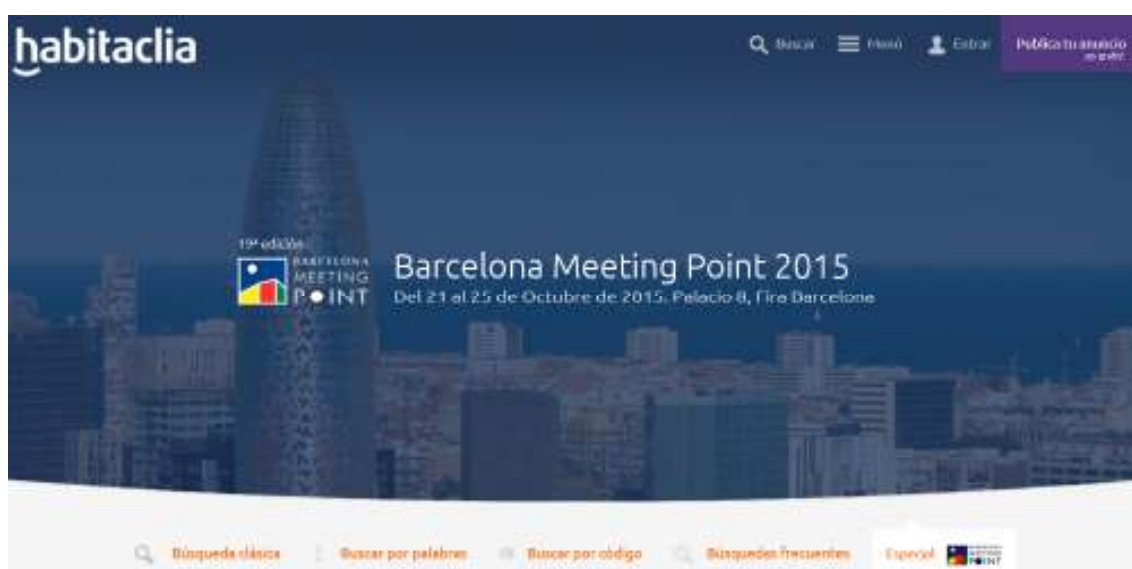 habitaclia
Buscar
Menú
Entrar
Publica tu anuncio
19ª edición
BARCELONA
MEETING
POINT
Barcelona Meeting Point 2015
Del 21 al 25 de Octubre de 2015. Palacio 8, Fira Barcelona
Búsqueda clásica
Buscar por palabras
Buscar por código
Búsquedas frecuentes
Especial
MEETING
POINT